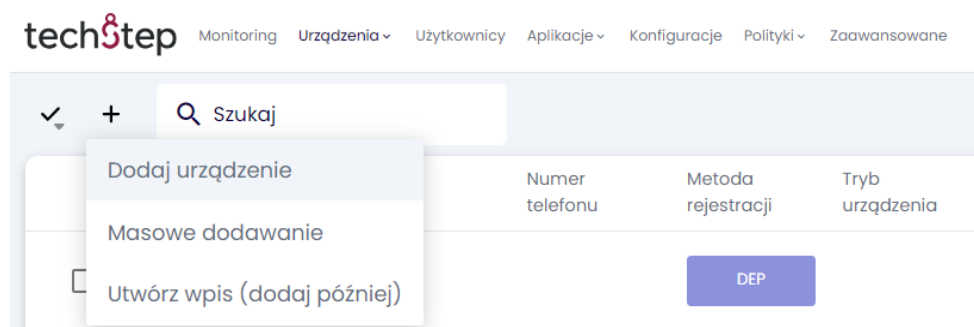 techstep Monitoring Urządzenia Użytkownicy Aplikacje Konfiguracje Polityki Zaawansowane
Szukaj
Dodaj urządzenie
Masowe dodawanie
Utwórz wpis (dodaj później)
Numer
telefonu
Metoda
rejestracji
Tryb
urządzenia
DEP